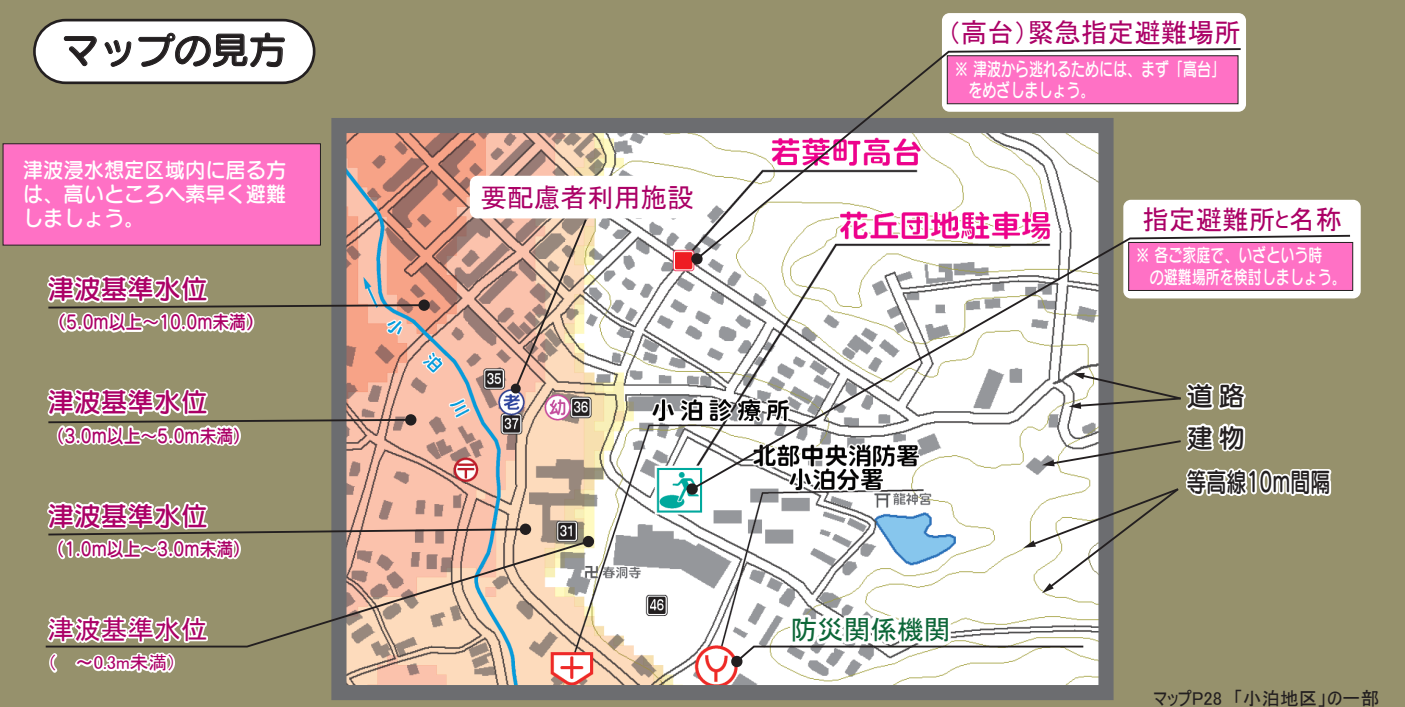 マップの見方
(高台)緊急指定避難場所
※ 津波から逃れるためには、まず「高台」
をめざしましょう。
津波浸水想定区域内に居る方
は、高いところへ素早く避難
しましょう。
若葉町高台
要配慮者利用施設
花丘団地駐車場
指定避難所と名称
※ 各ご家庭で、いざという時
の避難場所を検討しましょう。
津波基準水位
(5.0m以上～10.0m未満)
小泊川
津波基準水位
(3.0m以上～5.0m未満)
35
老
37
幼
36
小泊診療所
道路
建物
等高線10m間隔
北部中央消防署
小泊分署
龍神宮
〒
津波基準水位
(1.0m以上～3.0m未満)
31
卍春洞寺
46
津波基準水位
( ～0.3m未満)
防災関係機関
マップP28 「小泊地区」の一部